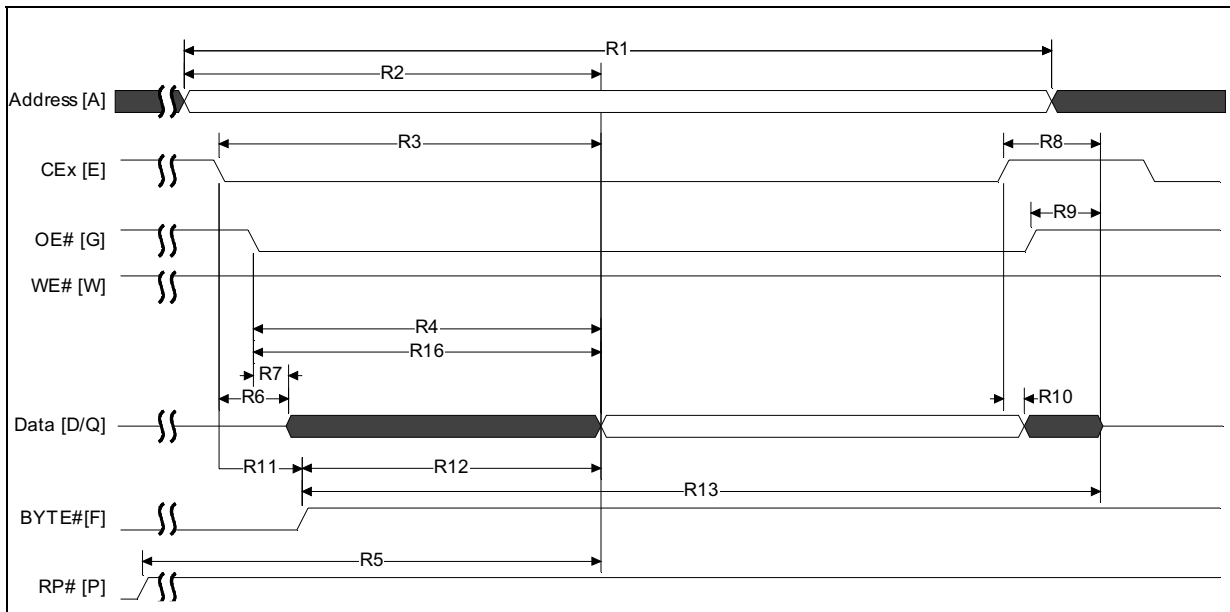 R1
R2
Address [A]
R3
R8
CEx [E]
R9
OE# [G]
WE# [W]
R4
R16
R7
R6
R10
Data [D/Q]
R11
R12
R13
BYTE#[F]
R5
RP# [P]